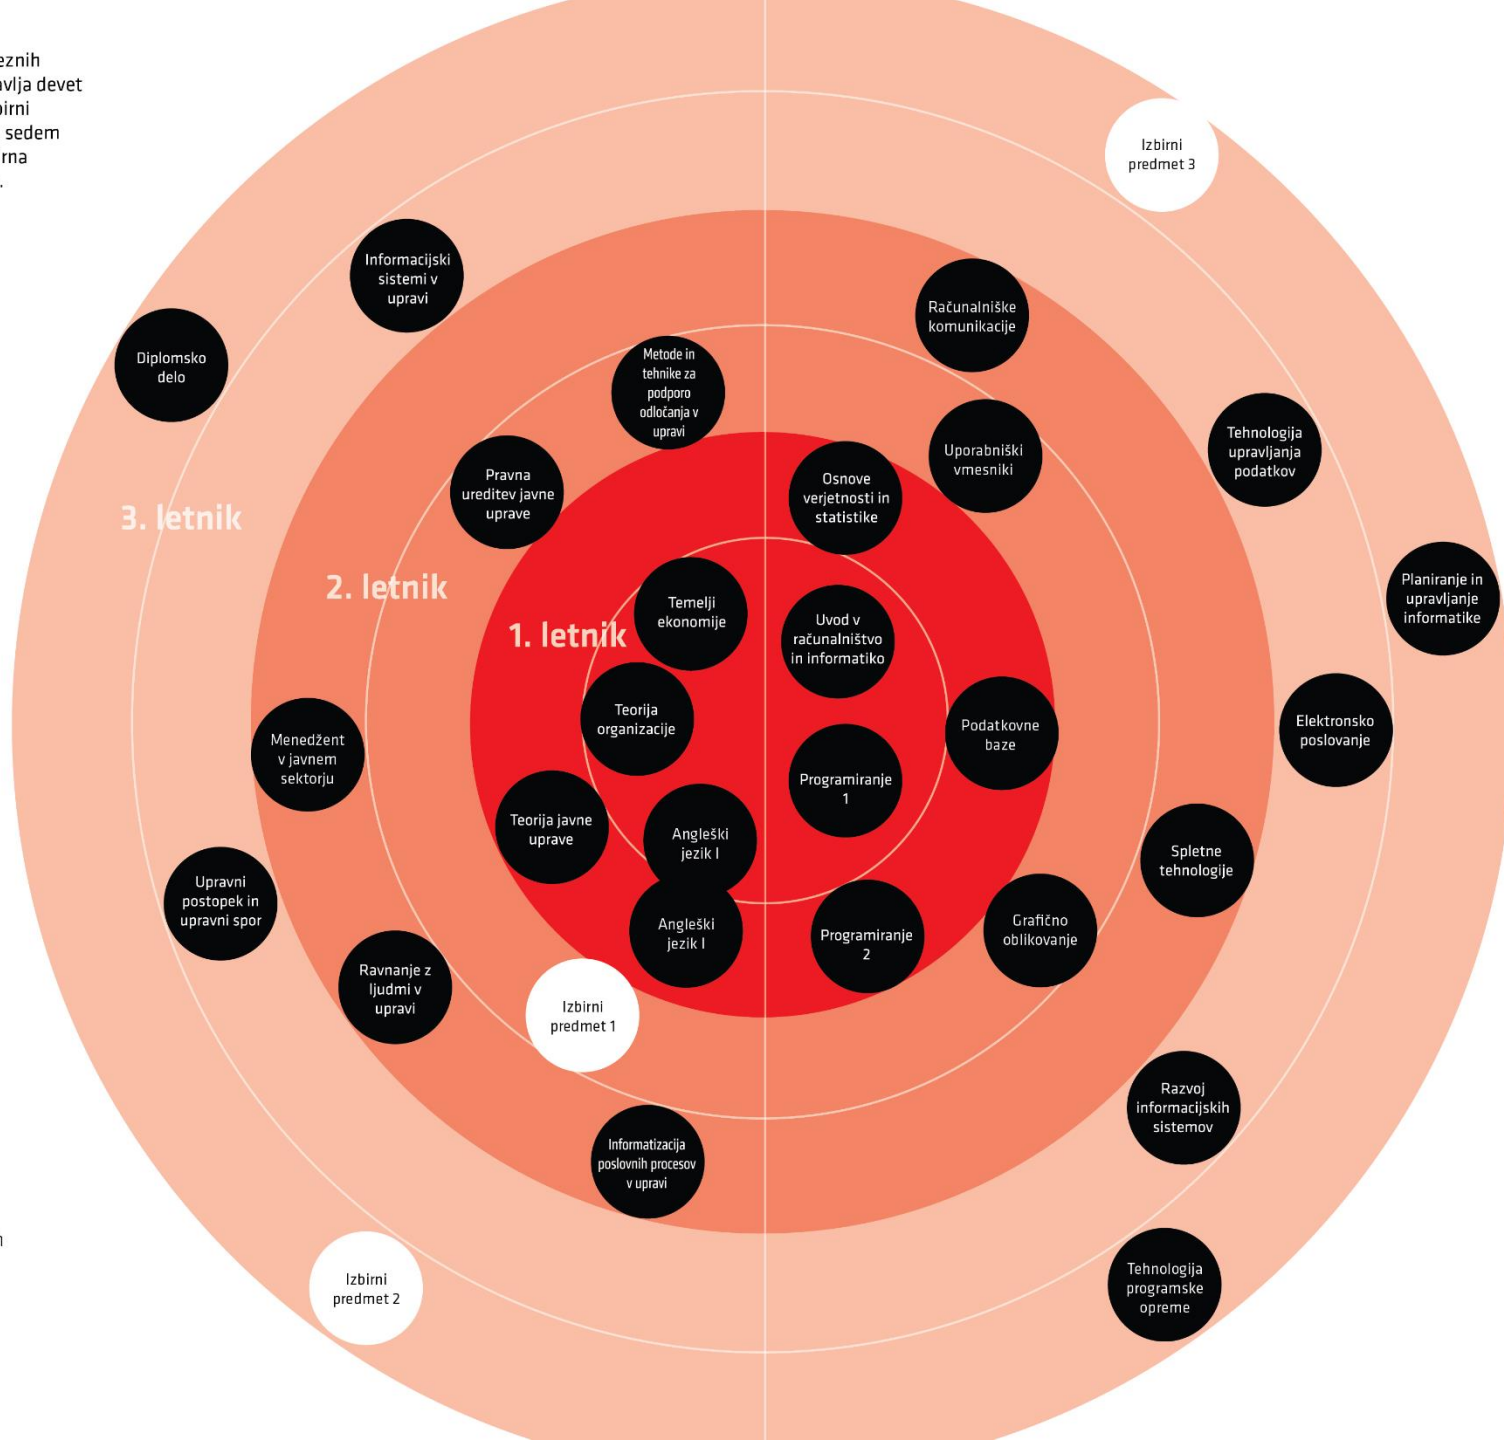 eznih
vlja devet
birni
sedem
rna
.
Izbirni
predmet 3
Informacijski
sistemi v
upravi
Računalniške
komunikacije
Diplomsko
delo
Metode in
tehnike za
podporo
odločanja v
upravi
Tehnologija
upravljanja
podatkov
Uporabniški
vmesniki
Pravna
ureditev javne
uprave
Osnove
verjetnosti in
statistike
3. letnik
2. letnik
1. letnik
Temelji
ekonomije
Uvod v
računalništvo
in informatiko
Planiranje in
upravljanje
informatike
Teorija
organizacije
Podatkovne
baze
Elektronsko
poslovanje
Menedžent
v javnem
sektorju
Programiranje
1
Teorija javne
uprave
Angleški
jezik I
Spletne
tehnologije
Upravni
postopek in
upravni spor
Angleški
jezik I
Programiranje
2
Grafično
oblikovanje
Ravnanje z
ljudmi v
upravi
Izbirni
predmet 1
Razvoj
informacijskih
sistemov
Informatizacija
poslovnih procesov
v upravi
Izbirni
predmet 2
Tehnologija
programske
opreme